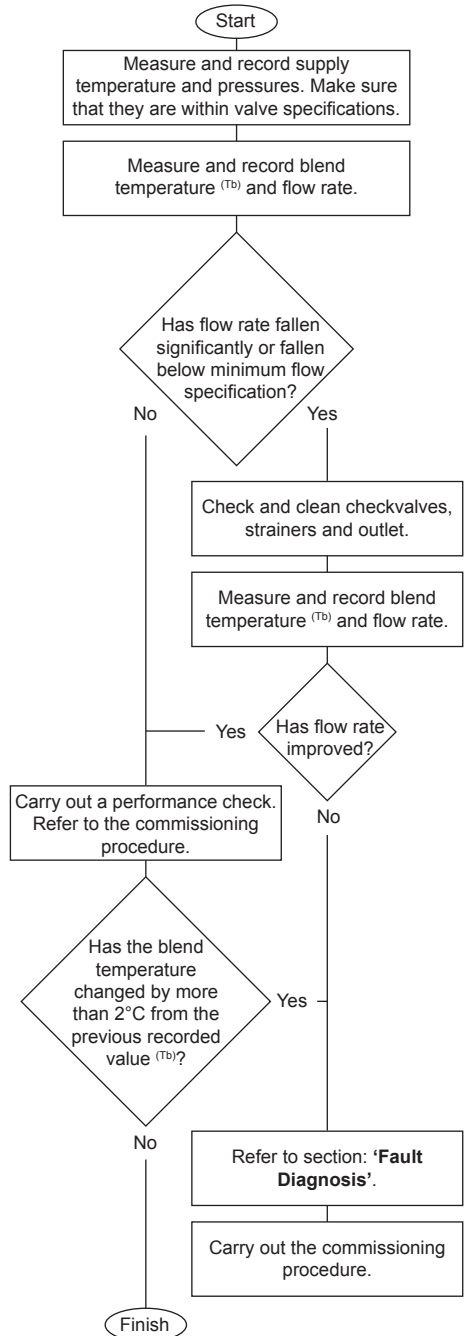 Start
Measure and record supply
temperature and pressures. Make sure
that they are within valve specifications.
Measure and record blend
temperature (Tb) and flow rate.
Has flow rate fallen
significantly or fallen
below minimum flow
specification?
No
Yes
Check and clean checkvalves,
strainers and outlet.
Measure and record blend
temperature (Tb) and flow rate.
Has flow rate
improved?
Yes
No
Carry out a performance check.
Refer to the commissioning
procedure.
Has the blend
temperature
changed by more
than 2°C from the
previous recorded
value (Tb)?
Yes
No
Refer to section: ‘Fault
Diagnosis’.
Carry out the commissioning
procedure.
Finish